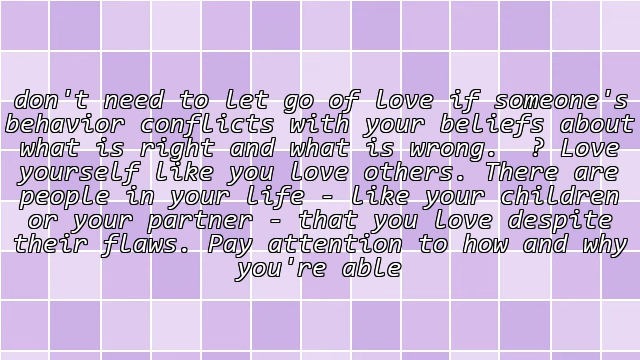 don't need to let go of love if someone's
behavior conflicts with your beliefs about
what is right and what is wrong.  ? Love
yourself like you love others. There are
people in your life - like your children
or your partner - that you love despite
their flaws. Pay attention to how and why
you're able